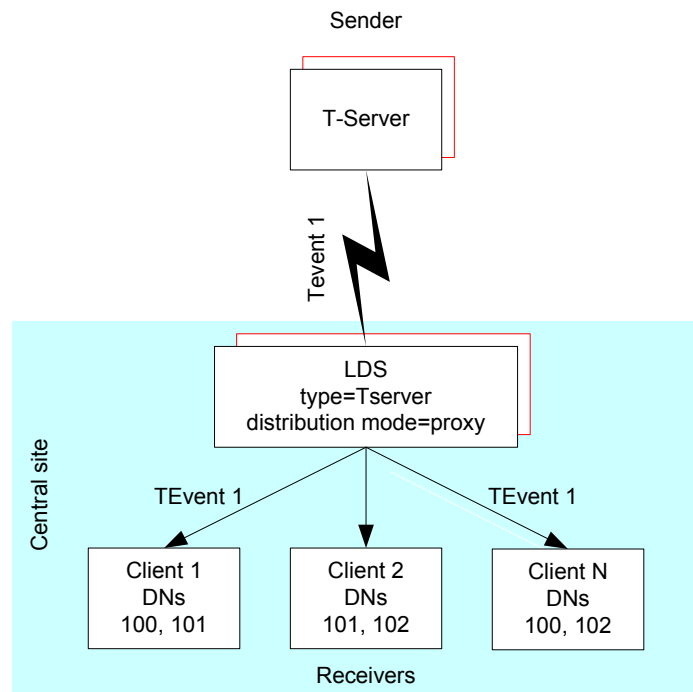 Sender
T-Server
Tevent 1
LDS
type=Tserver
distribution mode=proxy
Central site
TEvent 1
TEvent 1
Client 1
DNs
100, 101
Client 2
DNs
101, 102
Client N
DNs
100, 102
Receivers